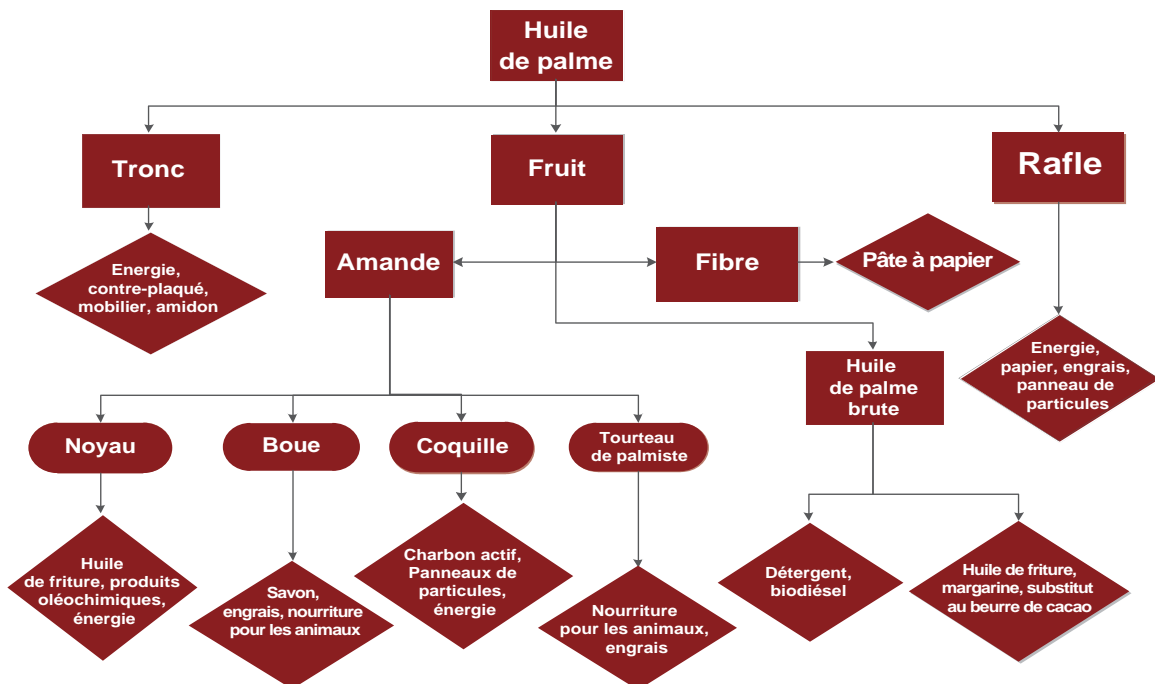 Huile
de palme
Tronc
Fruit
Rafle
Energie,
contre-plaqué,
mobilier, amidon
Amande
Fibre
Pâte à papier
Energie,
papier, engrais,
panneau de
particules
Huile
de palme
brute
Noyau
Boue
Coquille
Tourteau
de palmiste
Huile
de friture, produits
oléochimiques,
énergie
Savon,
engrais, nourriture
pour les animaux
Charbon actif,
Panneaux de
particules,
énergie
Nourriture
pour les animaux,
engrais
Détergent,
biodiésel
Huile de friture,
margarine, substitut
au beurre de cacao